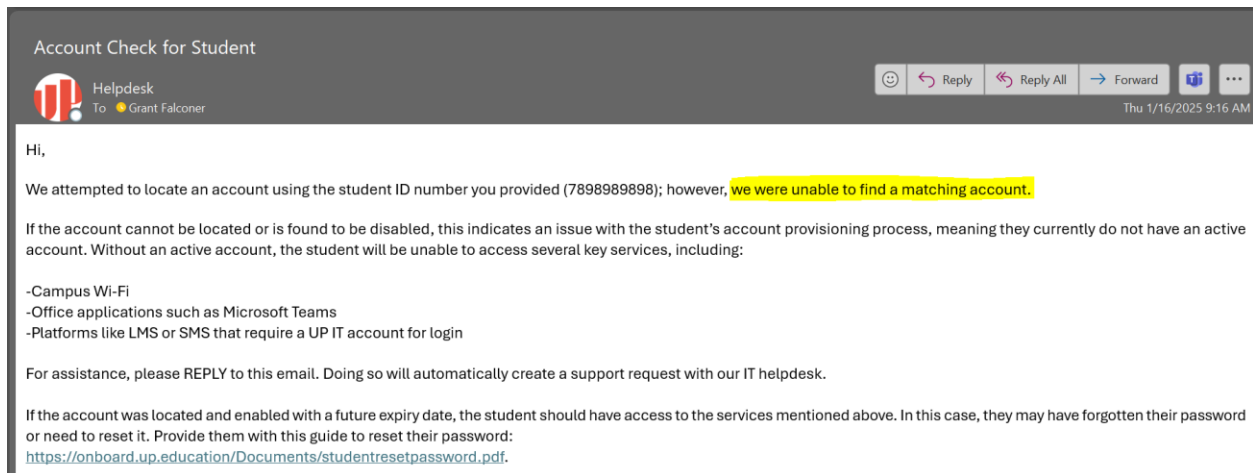 Account Check for Student
Helpdesk
To Grant Falconer
Reply
Reply All
Forward
Thu 1/16/2025 9:16 AM
Hi,
We attempted to locate an account using the student ID number you provided (7898989898); however, we were unable to find a matching account.
If the account cannot be located or is found to be disabled, this indicates an issue with the student's account provisioning process, meaning they currently do not have an active
account. Without an active account, the student will be unable to access several key services, including:
-Campus Wi-Fi
-Office applications such as Microsoft Teams
-Platforms like LMS or SMS that require a UP IT account for login
For assistance, please REPLY to this email. Doing so will automatically create a support request with our IT helpdesk.
If the account was located and enabled with a future expiry date, the student should have access to the services mentioned above. In this case, they may have forgotten their password
or need to reset it. Provide them with this guide to reset their password:
https://onboard.up.education/Documents/studentresetpassword.pdf.